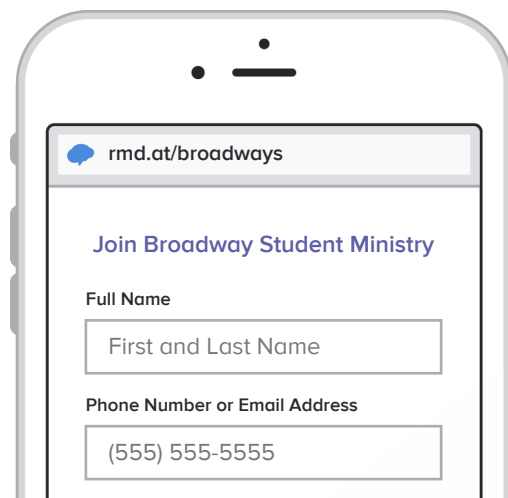 rmd.at/broadways
Join Broadway Student Ministry
Full Name
First and Last Name
Phone Number or Email Address
(555) 555-5555